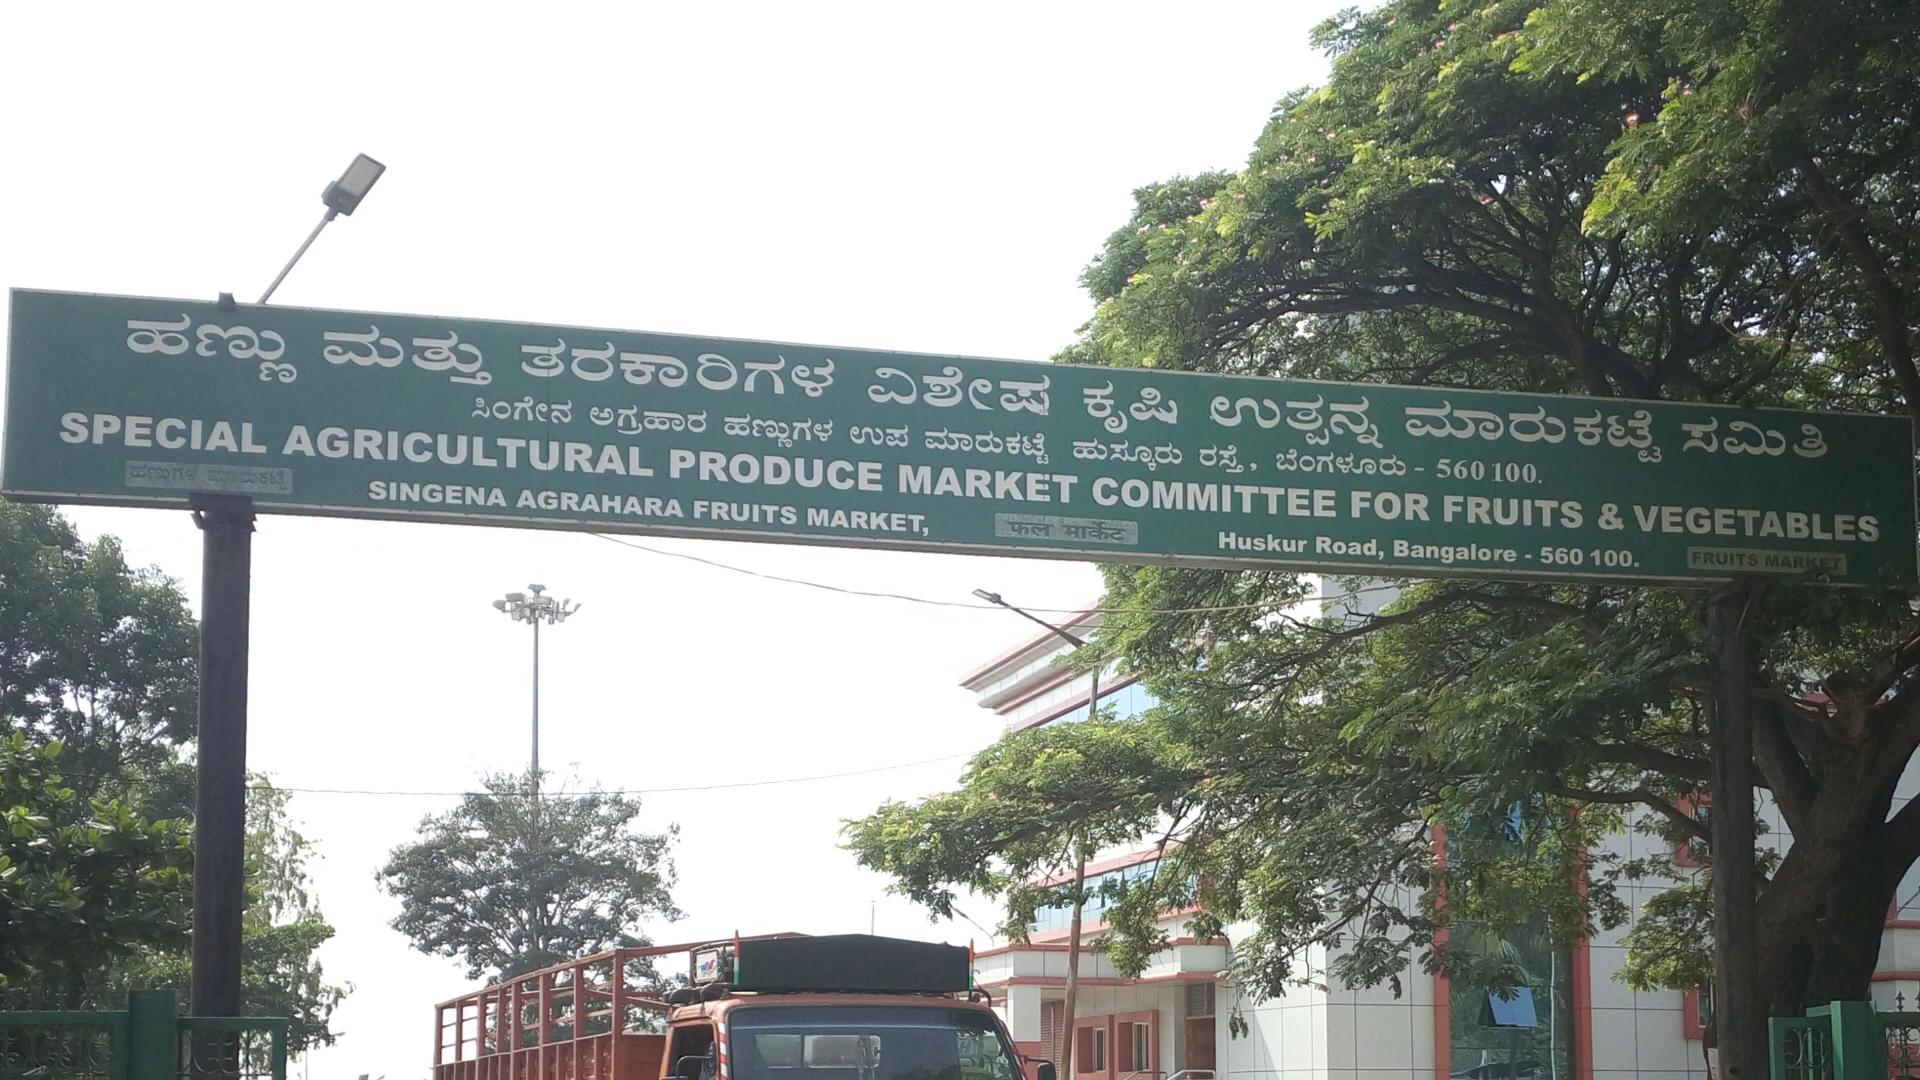 ಹಣ್ಣು ಮತ್ತು ತರಕಾರಿಗಳ ವಿಶೇಷ ಕೃಷಿ ಉತ್ಪನ್ನ ಮಾರುಕಟ್ಟೆ ಸಮಿತಿ
ಸಿಂಗೇನ ಅಗ್ರಹಾರ ಹಣ್ಣುಗಳ ಉಪ ಮಾರುಕಟ್ಟೆ ಹುಸ್ಕೂರು ರಸ್ತೆ, ಬೆಂಗಳೂರು - 560 100.
SPECIAL AGRICULTURAL PRODUCE MARKET COMMITTEE FOR FRUITS & VEGETABLES
ಹಣ್ಣುಗಳ ಮಾರುಕಟ್ಟೆ
SINGENA AGRAHARA FRUITS MARKET,
फल मार्केट
Huskur Road, Bangalore - 560 100.
FRUITS MARKET